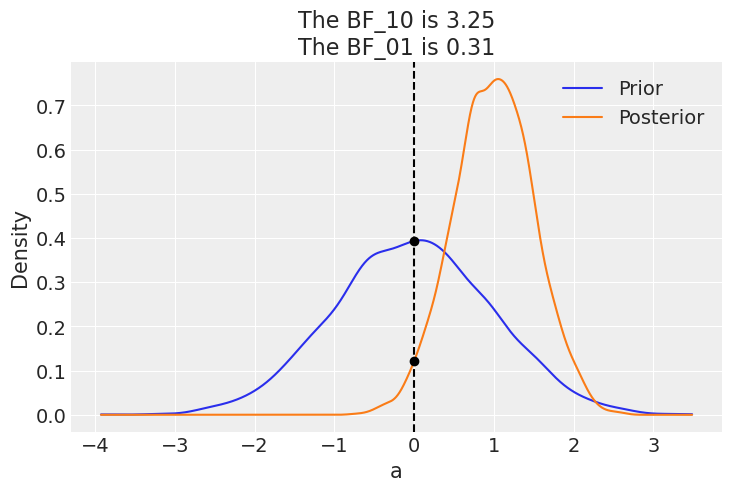 The BF_10 is 3.25
The BF_01 is 0.31
Prior
Posterior
Density
0.7
0.6
0.5
0.4
0.3
0.2
0.1
0.0
−4 −3 −2 −1 0 1 2 3
a